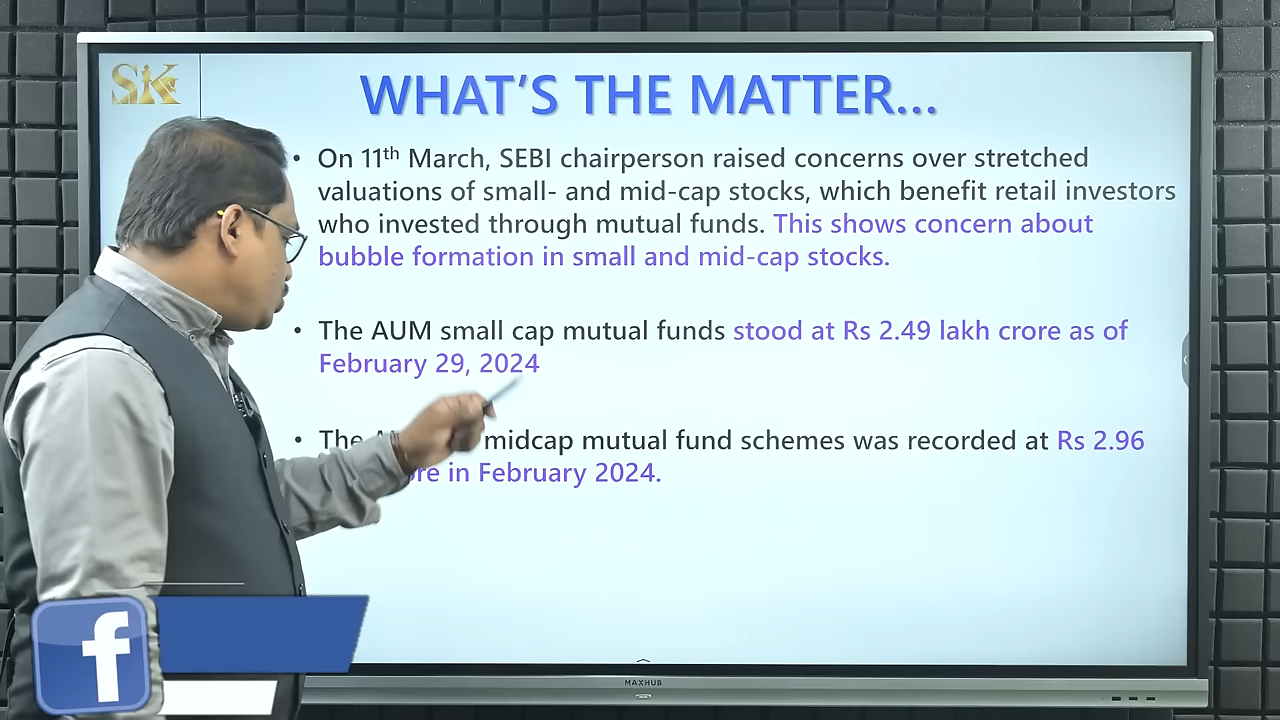 SK
WHAT'S THE MATTER...
• On 11th March, SEBI chairperson raised concerns over stretched
valuations of small- and mid-cap stocks, which benefit retail investors
who invested through mutual funds. This shows concern about
bubble formation in small and mid-cap stocks.
• The AUM small cap mutual funds stood at Rs 2.49 lakh crore as of
February 29, 2024
• The midcap mutual fund schemes was recorded at Rs 2.96
in February 2024.
f
MAXHUB